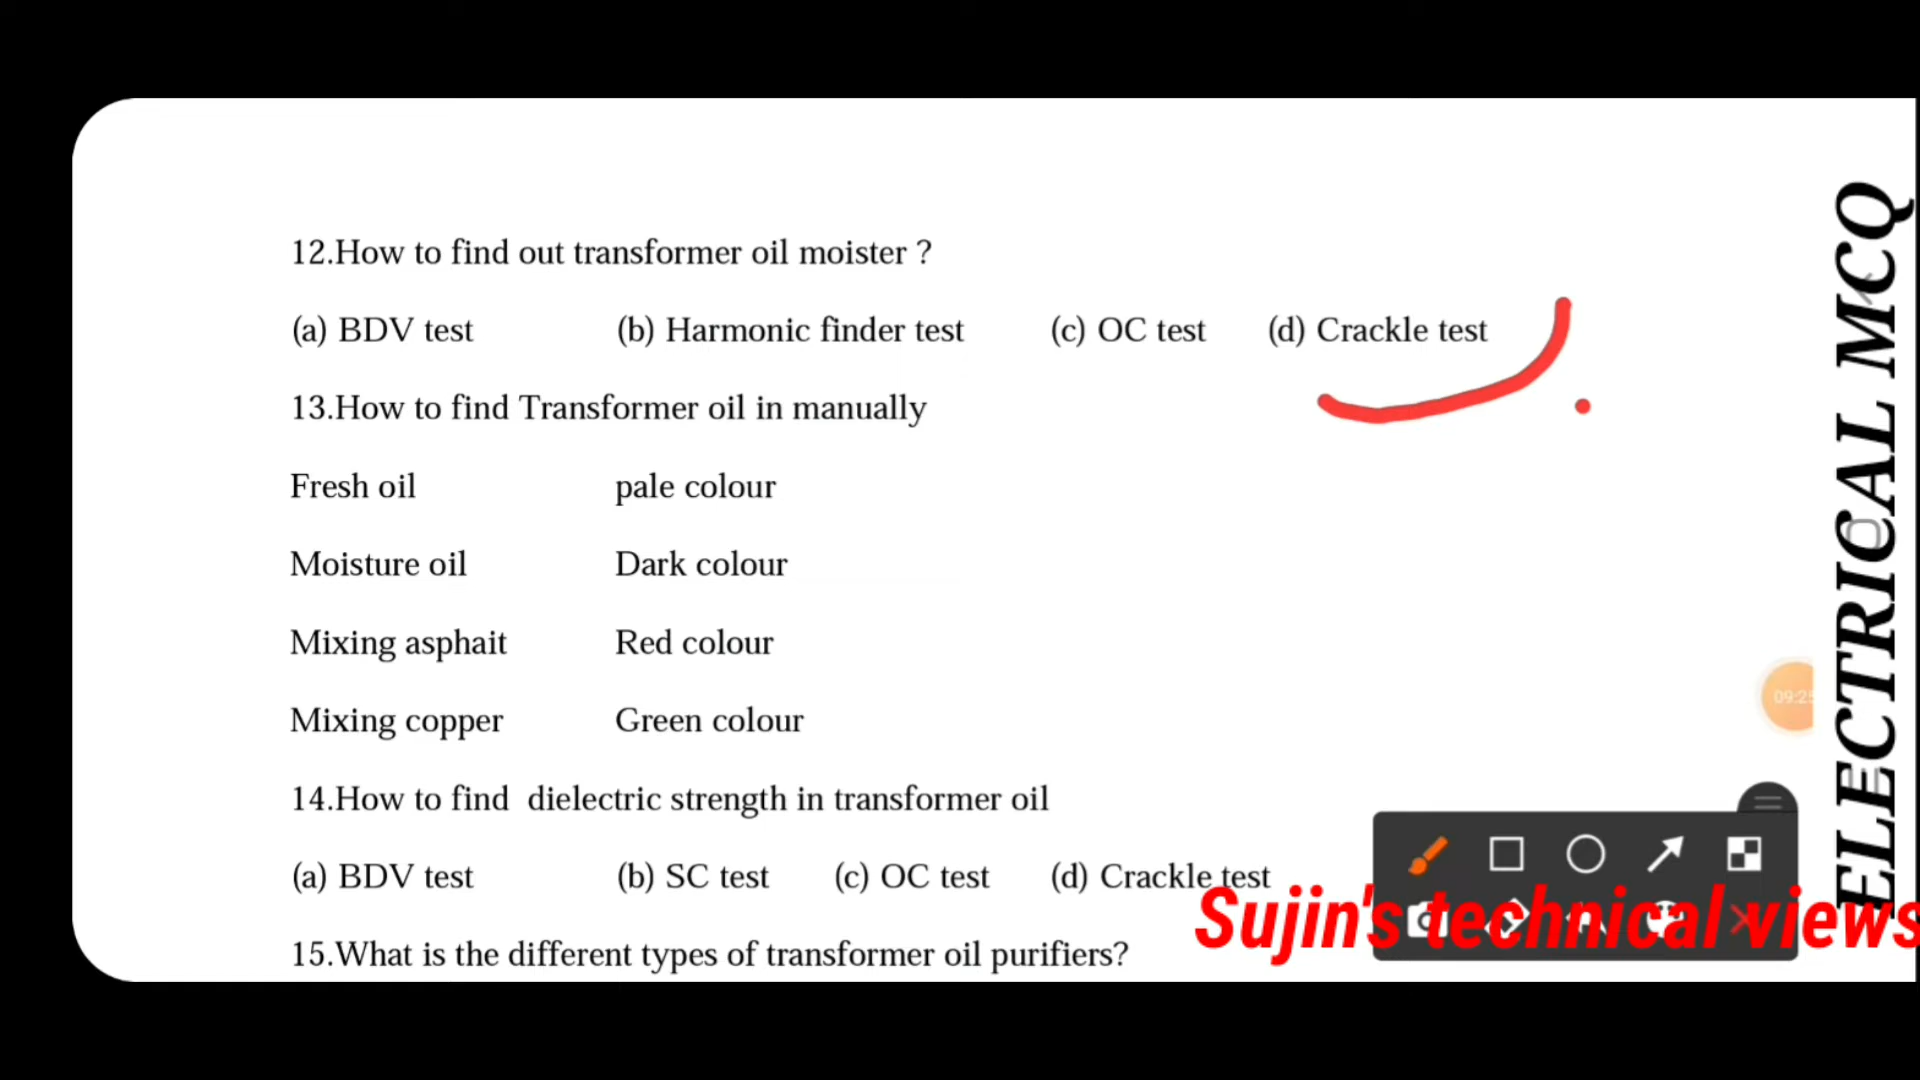 12.How to find out transformer oil moister ?
(a) BDV test (b) Harmonic finder test (c) OC test (d) Crackle test
13.How to find Transformer oil in manually
Fresh oil pale colour
Moisture oil Dark colour
Mixing asphait Red colour
Mixing copper Green colour
14.How to find dielectric strength in transformer oil
(a) BDV test (b) SC test (c) OC test (d) Crackle test
15.What is the different types of transformer oil purifiers?
ELECTRICAL MCQ
Sujin's technical views